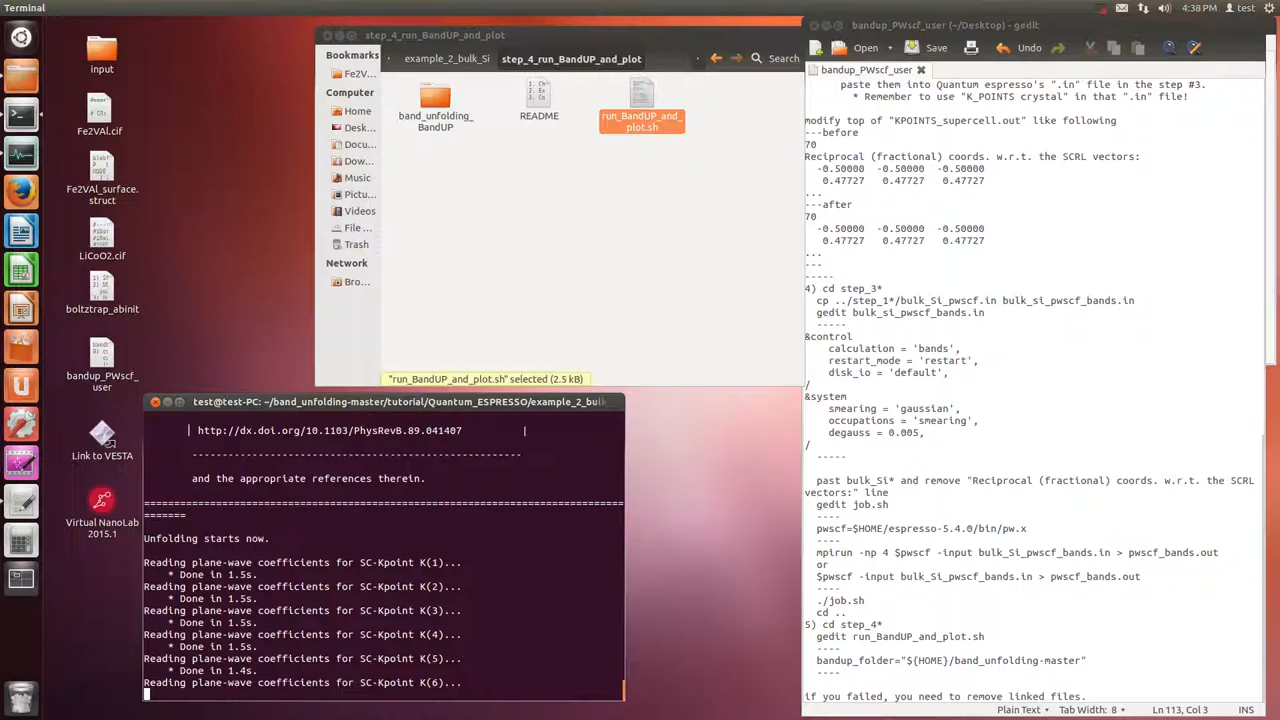 Terminal
4:38 PM
test
input
Fe2VAl.cif
Fe2VAl_surface.
struct
LiCoO2.cif
boltztrap_abinit
bandup_PWscf_
user
Link to VESTA
Virtual NanoLab
2015.1
step_4_run_BandUP_and_plot
Bookmarks
Fe2V...
Computer
Home
Desk...
Docu...
Dow...
Music
Pictu...
Videos
File ...
Trash
Network
Bro...
example_2_bulk_Si
step_4_run_BandUP_and_plot
Search
band_unfolding_
BandUP
README
run_BandUP_and_
plot.sh
"run_BandUP_and_plot.sh" selected (2.5 kB)
test@test-PC: ~/band_unfolding-master/tutorial/Quantum_ESPRESSO/example_2_bulk
| http://dx.doi.org/10.1103/PhysRevB.89.041407 |
-------------------------------------------------------
and the appropriate references therein.
================================================================================
=======
Unfolding starts now.
Reading plane-wave coefficients for SC-Kpoint K(1)...
* Done in 1.5s.
Reading plane-wave coefficients for SC-Kpoint K(2)...
* Done in 1.5s.
Reading plane-wave coefficients for SC-Kpoint K(3)...
* Done in 1.5s.
Reading plane-wave coefficients for SC-Kpoint K(4)...
* Done in 1.5s.
Reading plane-wave coefficients for SC-Kpoint K(5)...
* Done in 1.4s.
Reading plane-wave coefficients for SC-Kpoint K(6)...
bandup_PWscf_user (~/Desktop) - gedit
Open
Save
Undo
bandup_PWscf_user
paste them into Quantum espresso's ".in" file in the step #3.
* Remember to use "K_POINTS crystal" in that ".in" file!
modify top of "KPOINTS_supercell.out" like following
---before
70
Reciprocal (fractional) coords. w.r.t. the SCRL vectors:
-0.50000 -0.50000 -0.50000
0.47727 0.47727 0.47727
...
---after
70
-0.50000 -0.50000 -0.50000
0.47727 0.47727 0.47727
...
---
-----
4) cd step_3*
cp ../step_1*/bulk_Si_pwscf.in bulk_si_pwscf_bands.in
gedit bulk_si_pwscf_bands.in
-----
&control
calculation = 'bands',
restart_mode = 'restart',
disk_io = 'default',
/
&system
smearing = 'gaussian',
occupations = 'smearing',
degauss = 0.005,
/
-----
past bulk_Si* and remove "Reciprocal (fractional) coords. w.r.t. the SCRL
vectors:" line
gedit job.sh
----
pwscf=$HOME/espresso-5.4.0/bin/pw.x
----
mpirun -np 4 $pwscf -input bulk_Si_pwscf_bands.in > pwscf_bands.out
or
$pwscf -input bulk_Si_pwscf_bands.in > pwscf_bands.out
----
./job.sh
cd ..
5) cd step_4*
gedit run_BandUP_and_plot.sh
----
bandup_folder="${HOME}/band_unfolding-master"
----
if you failed, you need to remove linked files.
Plain Text
Tab Width: 8
Ln 113, Col 3
INS